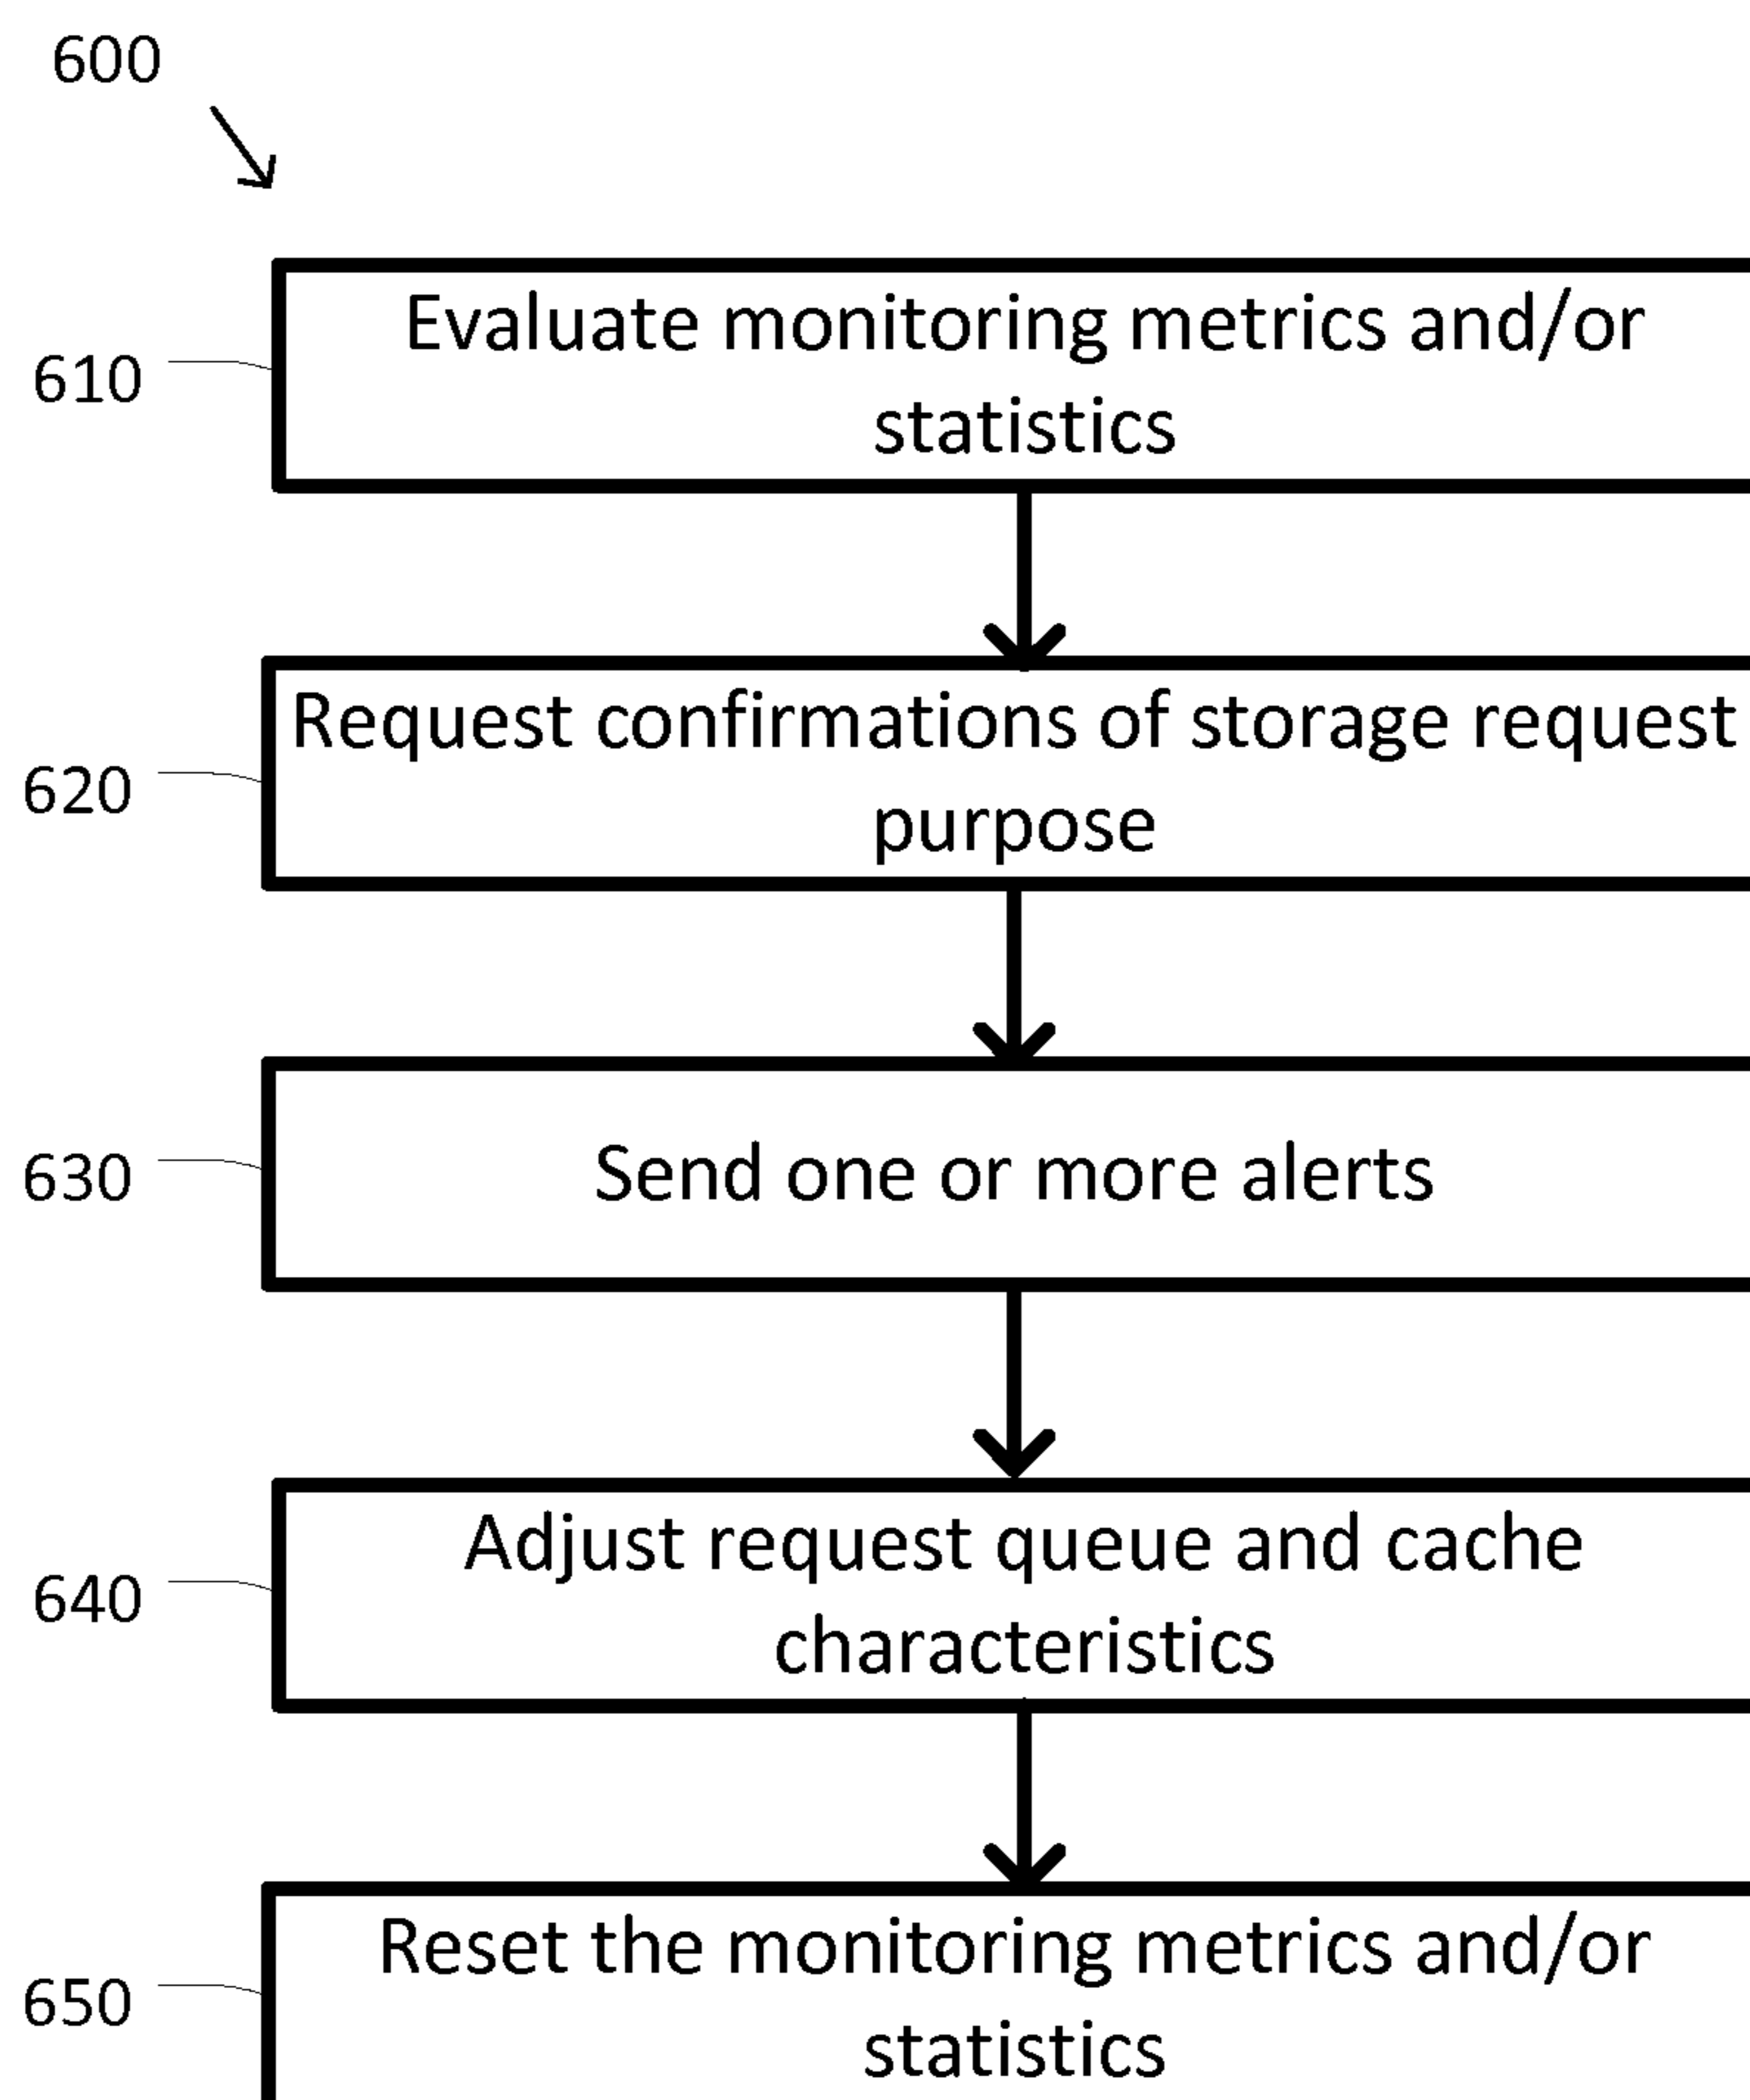 600
610
Evaluate monitoring metrics and/or
statistics
620
Request confirmations of storage request
purpose
630
Send one or more alerts
640
Adjust request queue and cache
characteristics
650
Reset the monitoring metrics and/or
statistics